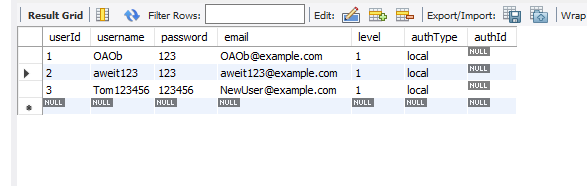 Result Grid Filter Rows: Edit: Export/Import: Wrap
userId username password email level authType authId
1 OAOb 123 OAOb@example.com 1 local NULL
2 aweit123 123 aweit123@example.com 1 local NULL
3 Tom123456 123456 NewUser@example.com 1 local NULL
NULL NULL NULL NULL NULL NULL NULL